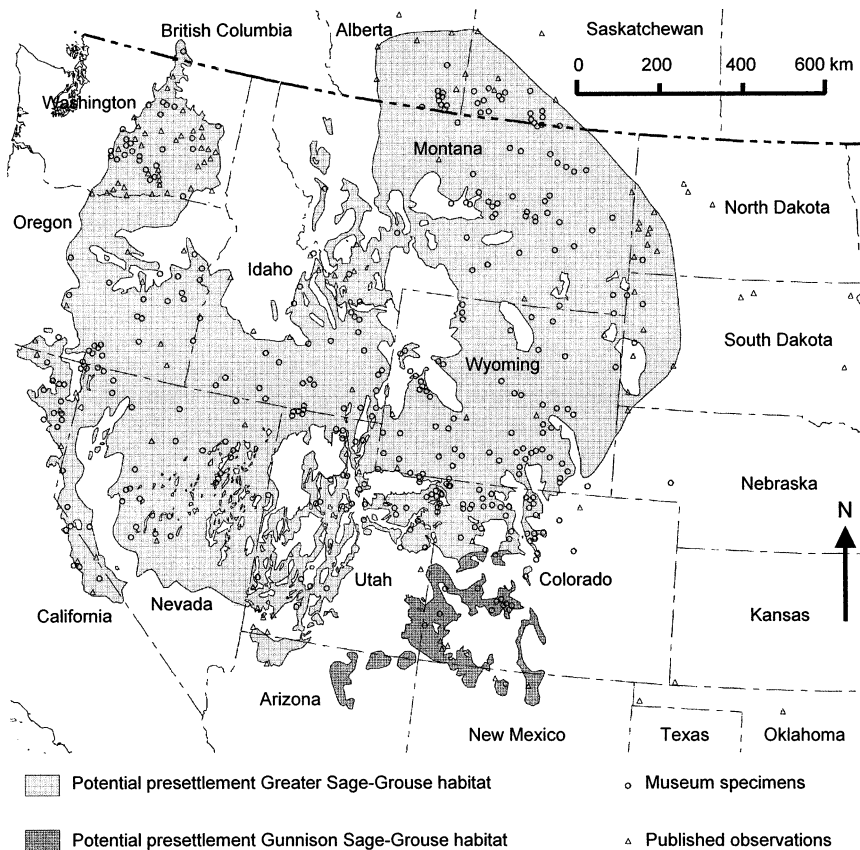 British Columbia
Alberta
Saskatchewan
0 200 400 600 km
Washington
Montana
North Dakota
Oregon
Idaho
South Dakota
Wyoming
Nebraska
N
Utah
Colorado
California
Nevada
Kansas
Arizona
New Mexico
Texas
Oklahoma
Potential presettlement Greater Sage-Grouse habitat
Museum specimens
Potential presettlement Gunnison Sage-Grouse habitat
Published observations